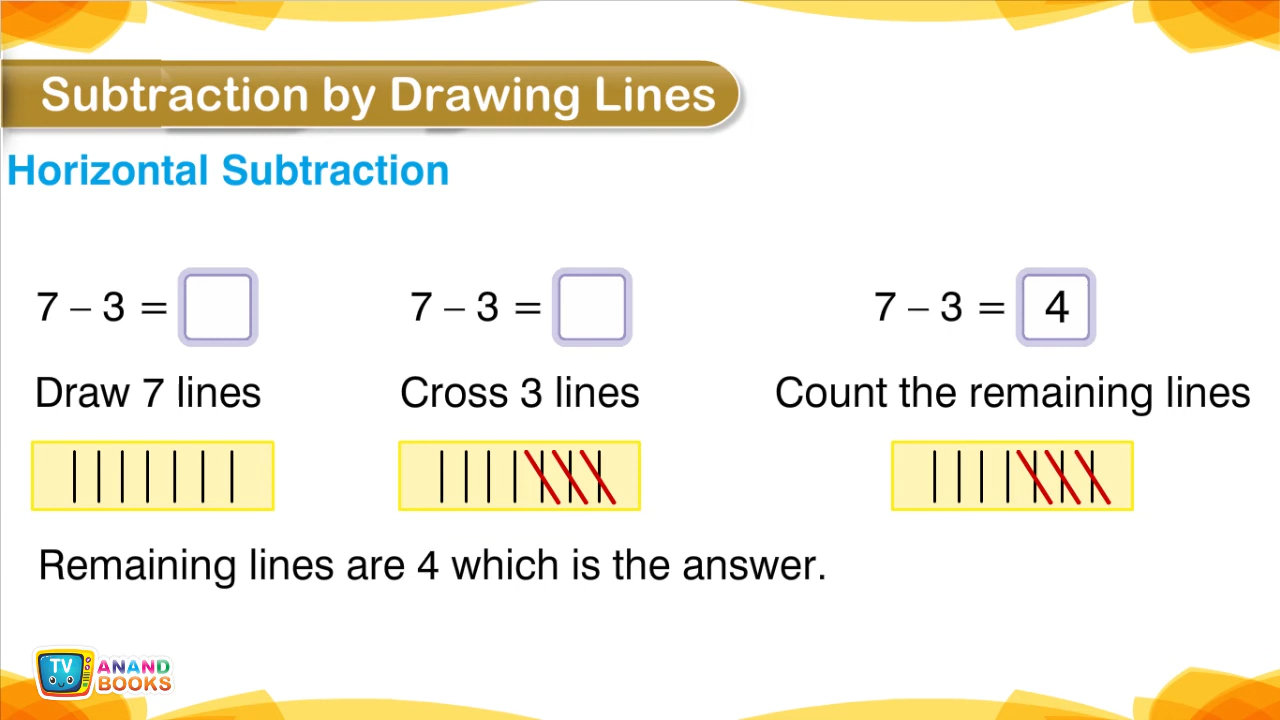 Subtraction by Drawing Lines
Horizontal Subtraction
7 – 3 =
7 – 3 =
7 – 3 = 4
Draw 7 lines
Cross 3 lines
Count the remaining lines
Remaining lines are 4 which is the answer.
TV
ANAND
BOOKS